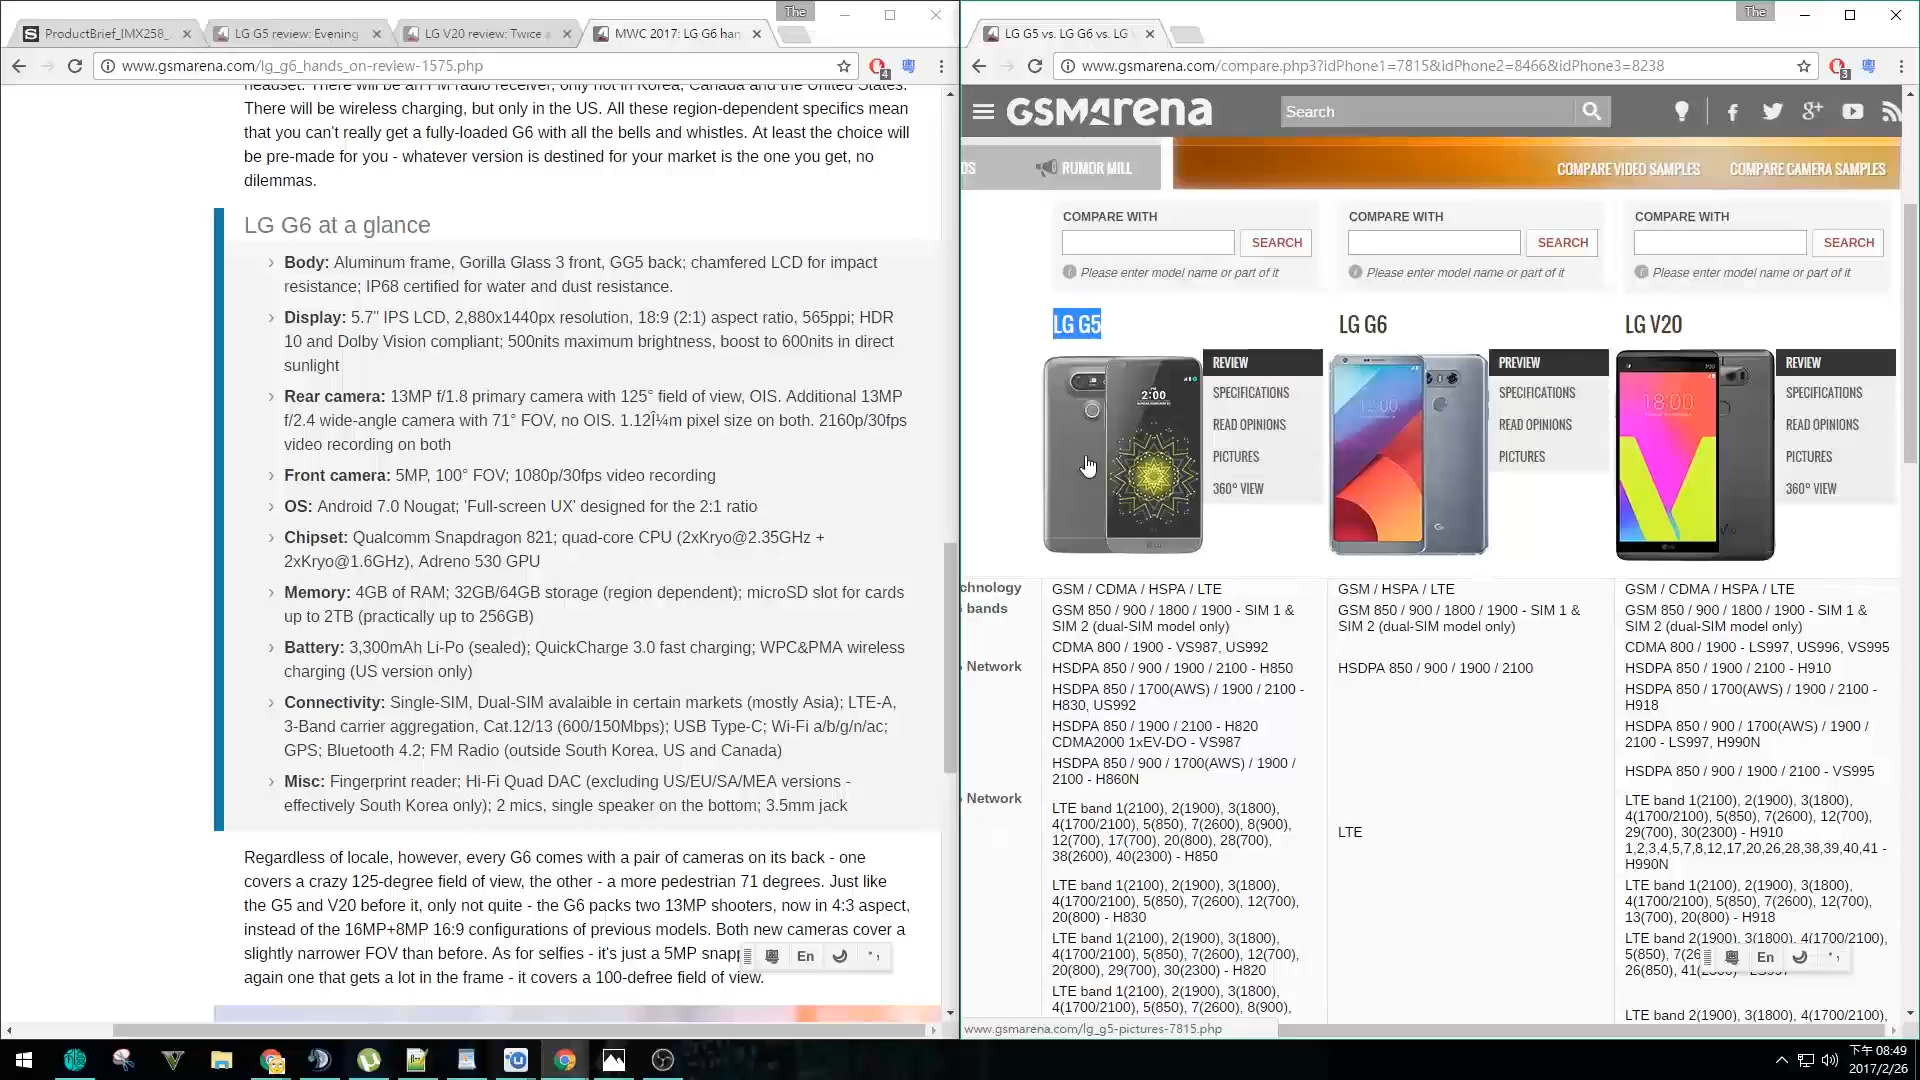 The
ProductBrief_IMX258_
LG G5 review: Evening
LG V20 review: Twice a
MWC 2017: LG G6 han
www.gsmarena.com/lg_g6_hands_on-review-1575.php
4
headset. There will be an FM radio receiver, only not in Korea, Canada and the United States.
There will be wireless charging, but only in the US. All these region-dependent specifics mean
that you can't really get a fully-loaded G6 with all the bells and whistles. At least the choice will
be pre-made for you - whatever version is destined for your market is the one you get, no
dilemmas.
LG G6 at a glance
Body: Aluminum frame, Gorilla Glass 3 front, GG5 back; chamfered LCD for impact
resistance; IP68 certified for water and dust resistance.
Display: 5.7" IPS LCD, 2,880x1440px resolution, 18:9 (2:1) aspect ratio, 565ppi; HDR
10 and Dolby Vision compliant; 500nits maximum brightness, boost to 600nits in direct
sunlight
Rear camera: 13MP f/1.8 primary camera with 125° field of view, OIS. Additional 13MP
f/2.4 wide-angle camera with 71° FOV, no OIS. 1.12Î¼m pixel size on both. 2160p/30fps
video recording on both
Front camera: 5MP, 100° FOV; 1080p/30fps video recording
OS: Android 7.0 Nougat; 'Full-screen UX' designed for the 2:1 ratio
Chipset: Qualcomm Snapdragon 821; quad-core CPU (2xKryo@2.35GHz +
2xKryo@1.6GHz), Adreno 530 GPU
Memory: 4GB of RAM; 32GB/64GB storage (region dependent); microSD slot for cards
up to 2TB (practically up to 256GB)
Battery: 3,300mAh Li-Po (sealed); QuickCharge 3.0 fast charging; WPC&PMA wireless
charging (US version only)
Connectivity: Single-SIM, Dual-SIM avalaible in certain markets (mostly Asia); LTE-A,
3-Band carrier aggregation, Cat.12/13 (600/150Mbps); USB Type-C; Wi-Fi a/b/g/n/ac;
GPS; Bluetooth 4.2; FM Radio (outside South Korea, US and Canada)
Misc: Fingerprint reader; Hi-Fi Quad DAC (excluding US/EU/SA/MEA versions -
effectively South Korea only); 2 mics, single speaker on the bottom; 3.5mm jack
Regardless of locale, however, every G6 comes with a pair of cameras on its back - one
covers a crazy 125-degree field of view, the other - a more pedestrian 71 degrees. Just like
the G5 and V20 before it, only not quite - the G6 packs two 13MP shooters, now in 4:3 aspect,
instead of the 16MP+8MP 16:9 configurations of previous models. Both new cameras cover a
slightly narrower FOV than before. As for selfies - it's just a 5MP
again one that gets a lot in the frame - it covers a 100-defree field of view.
En
The
LG G5 vs. LG G6 vs. LG
www.gsmarena.com/compare.php3?idPhone1=7815&idPhone2=8466&idPhone3=8238
3
GSMArena
Search
DS
RUMOR MILL
COMPARE VIDEO SAMPLES
COMPARE CAMERA SAMPLES
COMPARE WITH
SEARCH
Please enter model name or part of it
COMPARE WITH
SEARCH
Please enter model name or part of it
COMPARE WITH
SEARCH
Please enter model name or part of it
LG G5
2:00
REVIEW
SPECIFICATIONS
READ OPINIONS
PICTURES
360° VIEW
LG G6
12:00
PREVIEW
SPECIFICATIONS
READ OPINIONS
PICTURES
LG V20
18:00
REVIEW
SPECIFICATIONS
READ OPINIONS
PICTURES
360° VIEW
chnology
GSM / CDMA / HSPA / LTE
GSM / HSPA / LTE
GSM / CDMA / HSPA / LTE
bands
GSM 850 / 900 / 1800 / 1900 - SIM 1 &
SIM 2 (dual-SIM model only)
GSM 850 / 900 / 1800 / 1900 - SIM 1 &
SIM 2 (dual-SIM model only)
GSM 850 / 900 / 1800 / 1900 - SIM 1 &
SIM 2 (dual-SIM model only)
CDMA 800 / 1900 - VS987, US992
CDMA 800 / 1900 - LS997, US996, VS995
Network
HSDPA 850 / 900 / 1900 / 2100 - H850
HSDPA 850 / 1700(AWS) / 1900 / 2100 -
H830, US992
HSDPA 850 / 1900 / 2100 - H820
CDMA2000 1xEV-DO - VS987
HSDPA 850 / 900 / 1700(AWS) / 1900 /
2100 - H860N
HSDPA 850 / 900 / 1900 / 2100
HSDPA 850 / 1900 / 2100 - H910
HSDPA 850 / 1700(AWS) / 1900 / 2100 -
H918
HSDPA 850 / 900 / 1700(AWS) / 1900 /
2100 - LS997, H990N
HSDPA 850 / 900 / 1900 / 2100 - VS995
Network
LTE band 1(2100), 2(1900), 3(1800),
4(1700/2100), 5(850), 7(2600), 8(900),
12(700), 17(700), 20(800), 28(700),
38(2600), 40(2300) - H850
LTE band 1(2100), 2(1900), 3(1800),
4(1700/2100), 5(850), 7(2600), 12(700),
20(800) - H830
LTE band 1(2100), 2(1900), 3(1800),
4(1700/2100), 5(850), 7(2600), 12(700),
20(800), 29(700), 30(2300) - H820
LTE band 1(2100), 2(1900), 3(1800),
4(1700/2100), 5(850), 7(2600), 8(900),
LTE
LTE band 1(2100), 2(1900), 3(1800),
4(1700/2100), 5(850), 7(2600), 12(700),
29(700), 30(2300) - H910
1,2,3,4,5,7,8,12,17,20,26,28,38,39,40,41 -
H990N
LTE band 1(2100), 2(1900), 3(1800),
4(1700/2100), 5(850), 7(2600), 12(700),
13(700), 20(800) - H918
LTE band 2(1900), 3(1800), 4(1700/2100),
5(850),
26(850),
LTE band 2(1900), 3(1800), 4(1700/2100),
En
www.gsmarena.com/lg_g5-pictures-7815.php
下午 08:49
2017/2/26